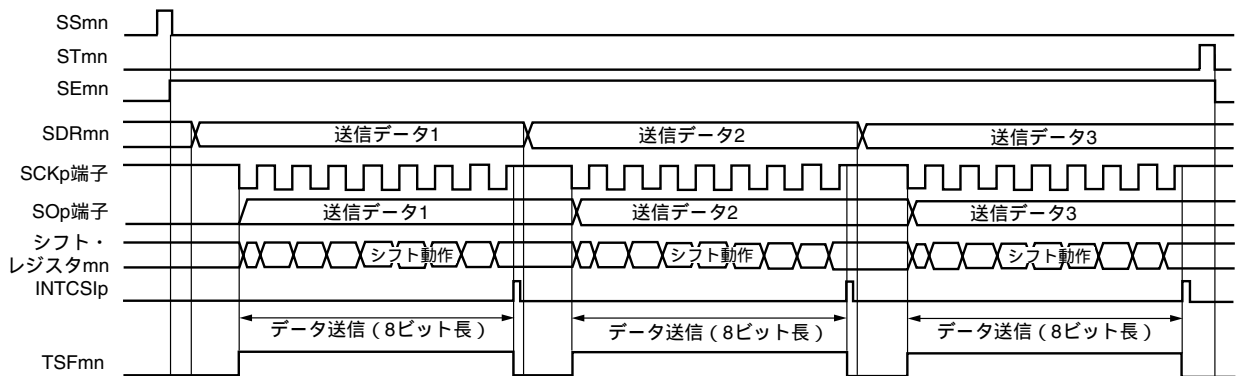 SSmn
STmn
SEmn
SDRmn 送信データ1 送信データ2 送信データ3
SCKp端子
SOp端子 送信データ1 送信データ2 送信データ3
シフト・
レジスタmn シフト動作 シフト動作 シフト動作
INTCSIp
データ送信（8ビット長） データ送信（8ビット長） データ送信（8ビット長）
TSFmn